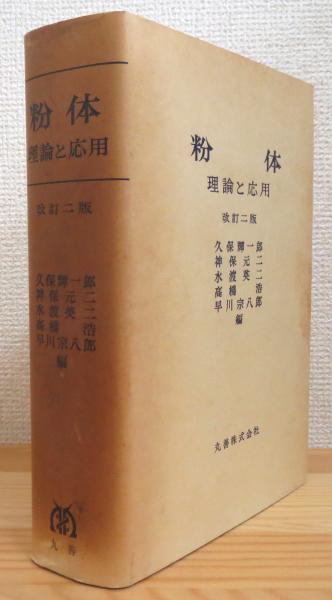 粉体
理論と応用
改訂二版
久保輝一郎
神保元二
水渡英二
高橋浩
早川宗八郎
編
丸善
粉体
理論と応用
改訂二版
久保輝一郎
神保元二
水渡英二
高橋浩
早川宗八郎
編
丸善株式会社